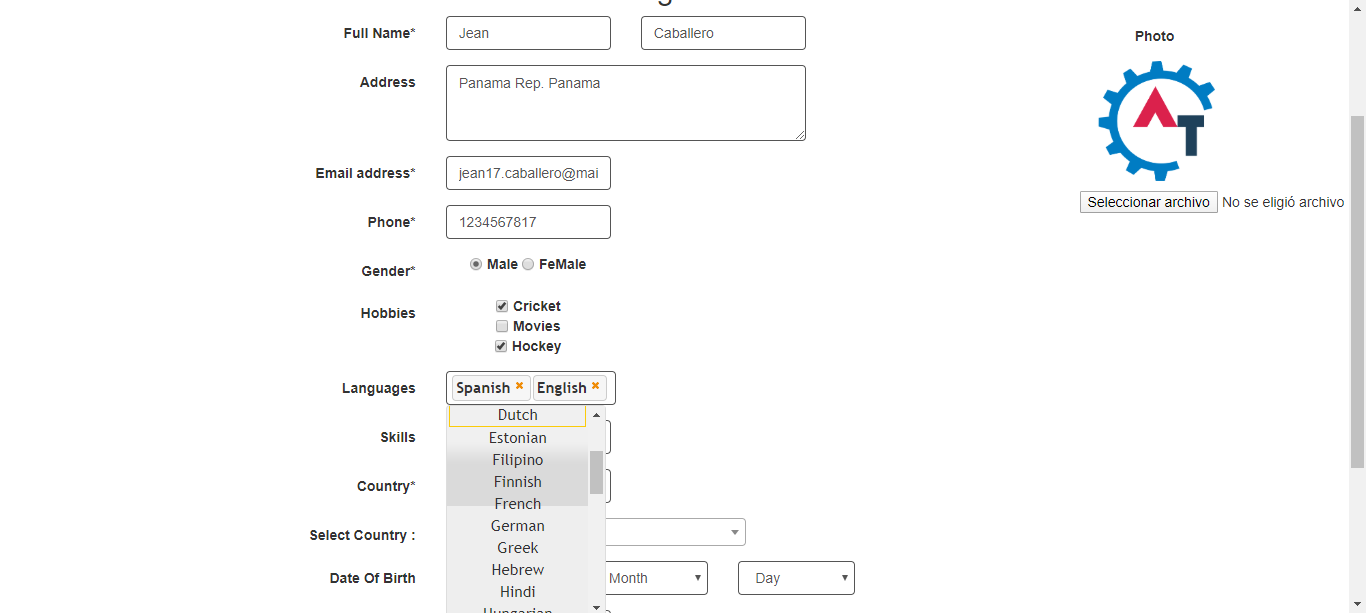 Full Name* Jean Caballero
Photo
Address Panama Rep. Panama
Email address* jean17.caballero@mai
Seleccionar archivo No se eligió archivo
Phone* 1234567817
Gender* Male FeMale
Hobbies Cricket
Movies
Hockey
Languages Spanish × English ×
Dutch
Skills
Estonian
Filipino
Finnish
Country*
French
German
Select Country :
Greek
Hebrew
Date Of Birth Month Day
Hindi
Hungarian